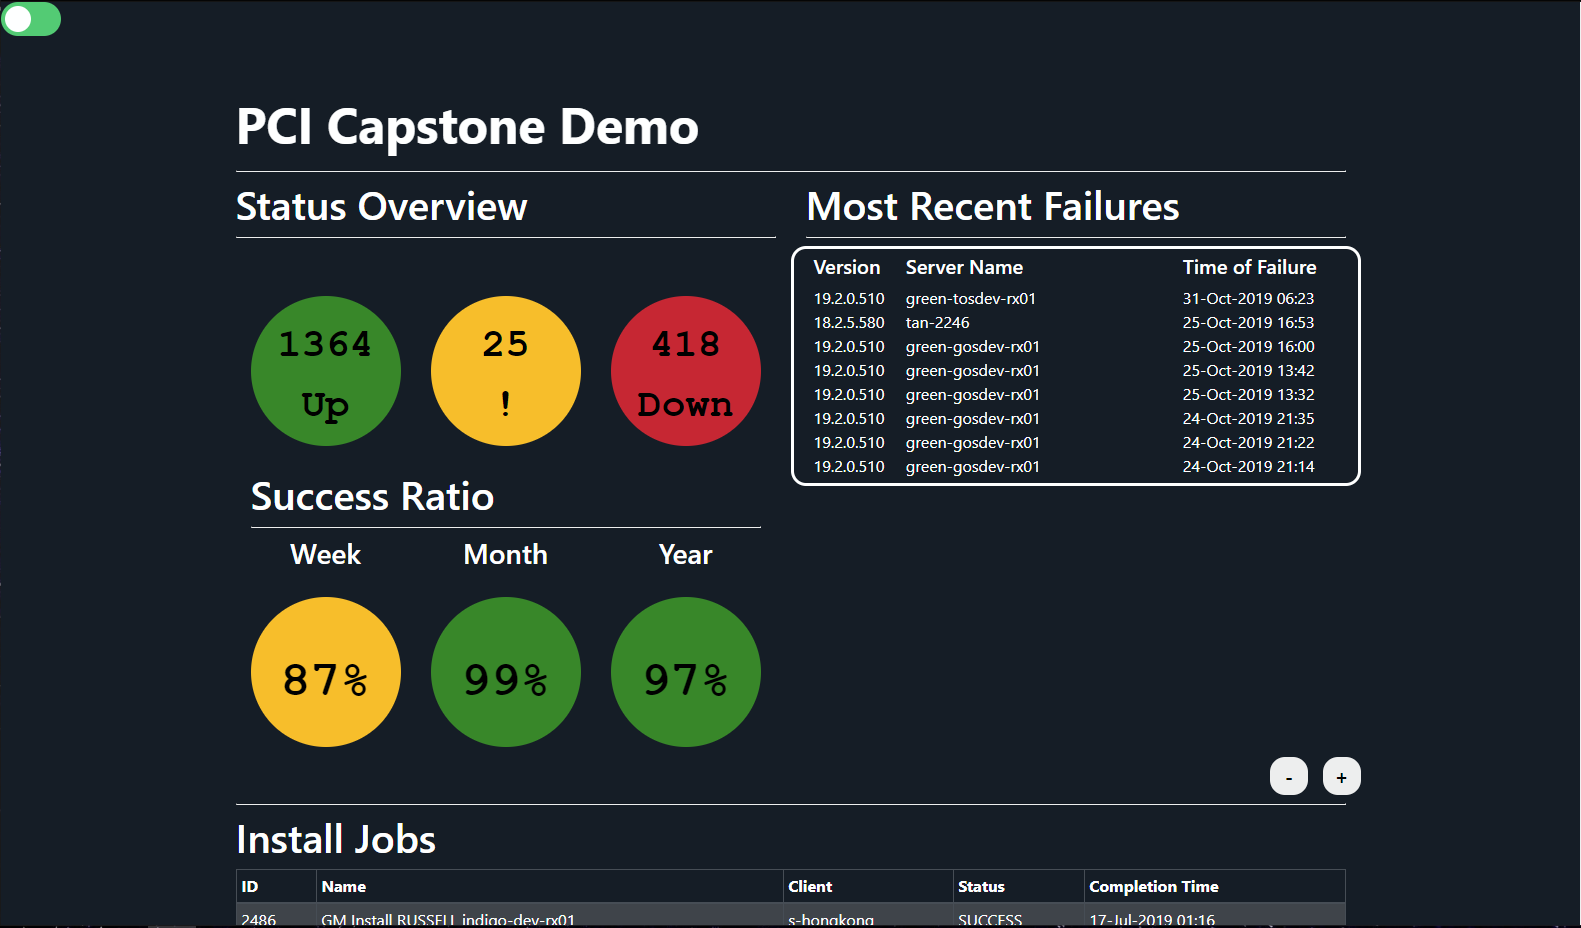 PCI Capstone Demo
Status Overview
1364
Up
25
!
418
Down
Success Ratio
Week Month Year
87% 99% 97%
Most Recent Failures
Version Server Name Time of Failure
19.2.0.510 green-tosdev-rx01 31-Oct-2019 06:23
18.2.5.580 tan-2246 25-Oct-2019 16:53
19.2.0.510 green-gosdev-rx01 25-Oct-2019 16:00
19.2.0.510 green-gosdev-rx01 25-Oct-2019 13:42
19.2.0.510 green-gosdev-rx01 25-Oct-2019 13:32
19.2.0.510 green-gosdev-rx01 24-Oct-2019 21:35
19.2.0.510 green-gosdev-rx01 24-Oct-2019 21:22
19.2.0.510 green-gosdev-rx01 24-Oct-2019 21:14
- +
Install Jobs
ID Name Client Status Completion Time
2486 GM Install RUSSELL indigo-dev-rx01 s-hongkong SUCCESS 17-Jul-2019 01:16